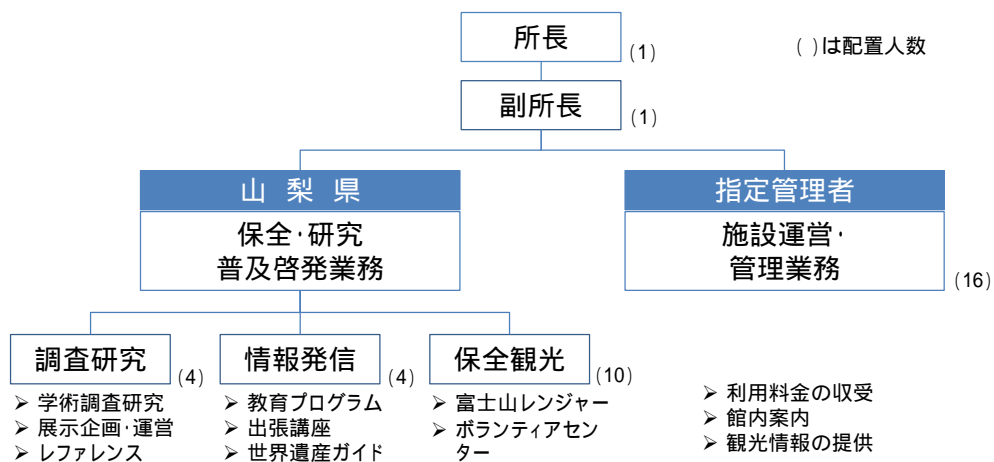 所長
(1)
( )は配置人数
副所長
(1)
山 梨 県
保全・研究
普及啓発業務
指定管理者
施設運営・
管理業務
(16)
調査研究
(4)
➢ 学術調査研究
➢ 展示企画・運営
➢ レファレンス
情報発信
(4)
➢ 教育プログラム
➢ 出張講座
➢ 世界遺産ガイド
保全観光
(10)
➢ 富士山レンジャー
➢ ボランティアセン
ター
➢ 利用料金の収受
➢ 館内案内
➢ 観光情報の提供